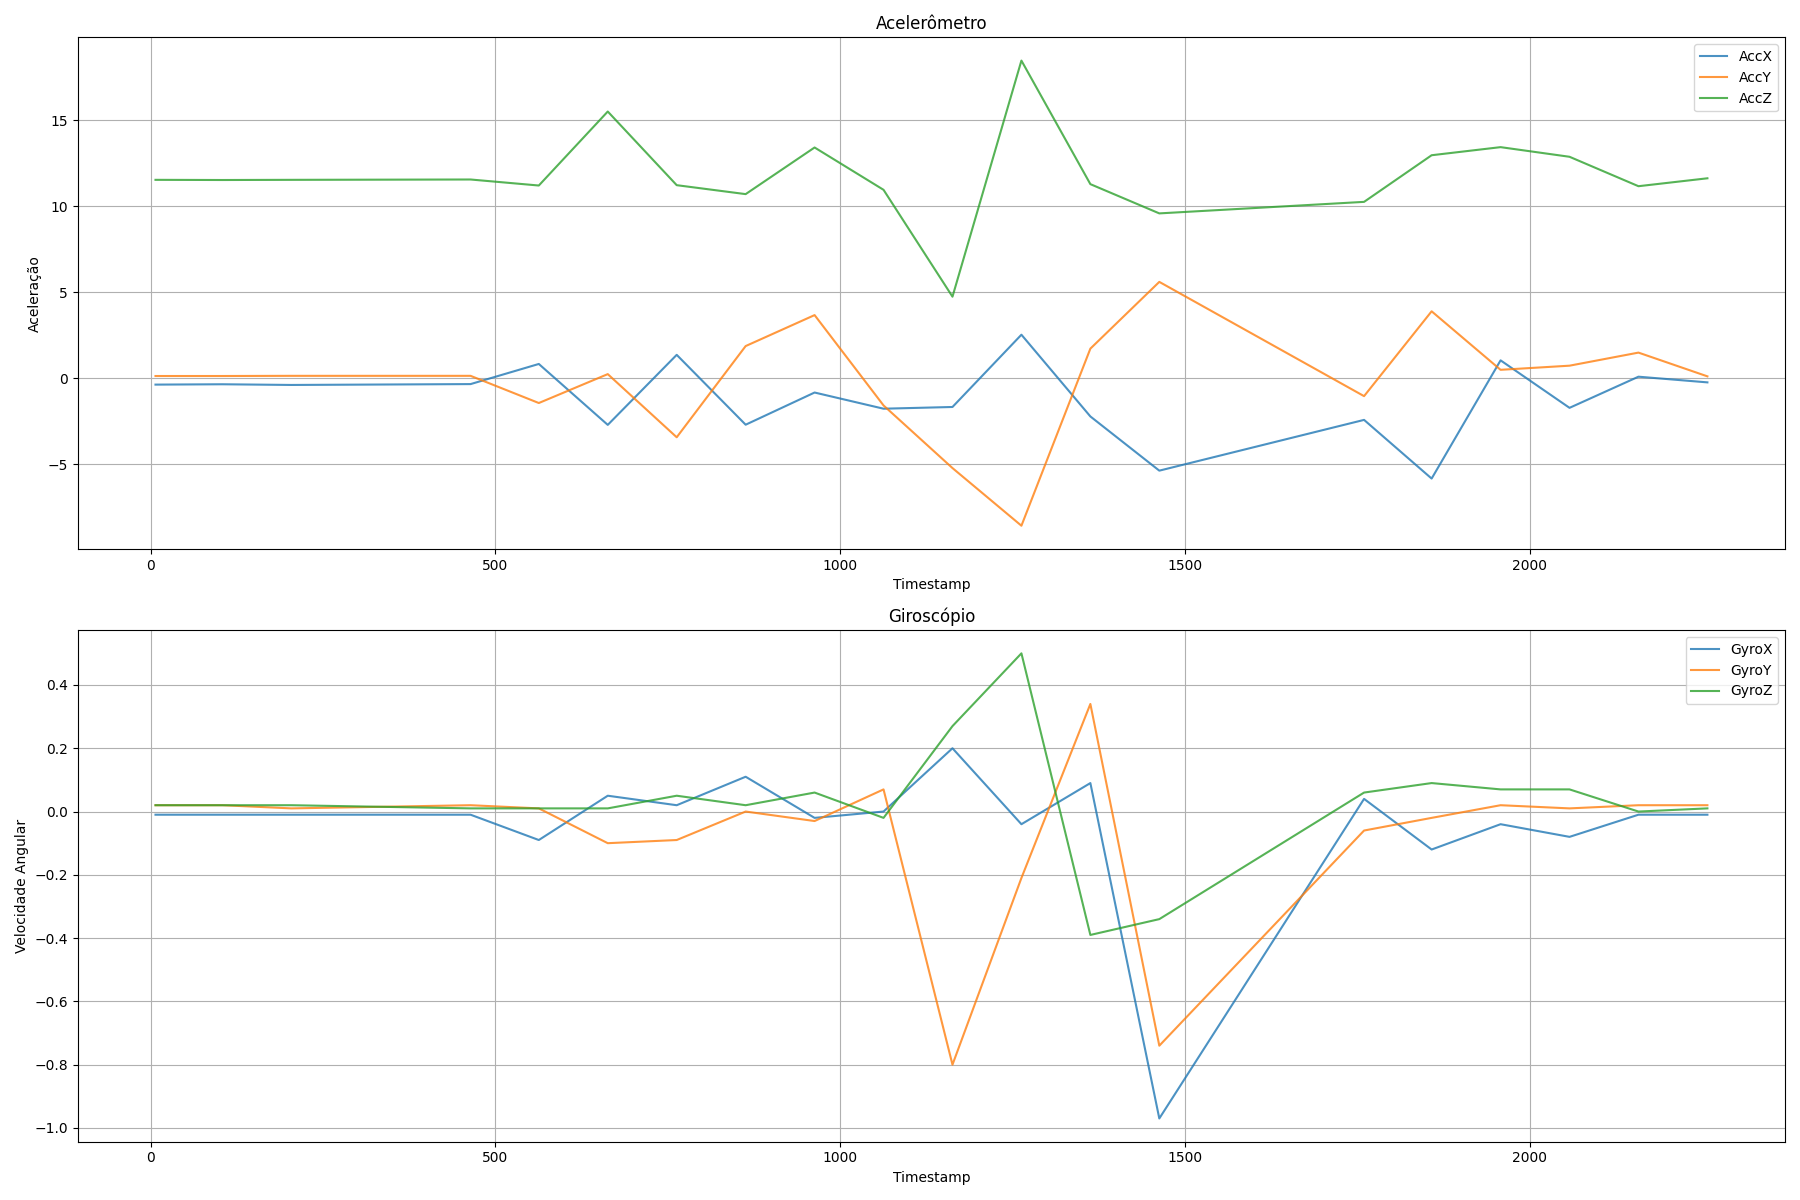 Acelerômetro
AccX
AccY
AccZ
15
10
5
0
−5
Aceleração
0
500
1000
1500
2000
Timestamp
Giroscópio
GyroX
GyroY
GyroZ
0.4
0.2
0.0
−0.2
−0.4
−0.6
−0.8
−1.0
Velocidade Angular
0
500
1000
1500
2000
Timestamp